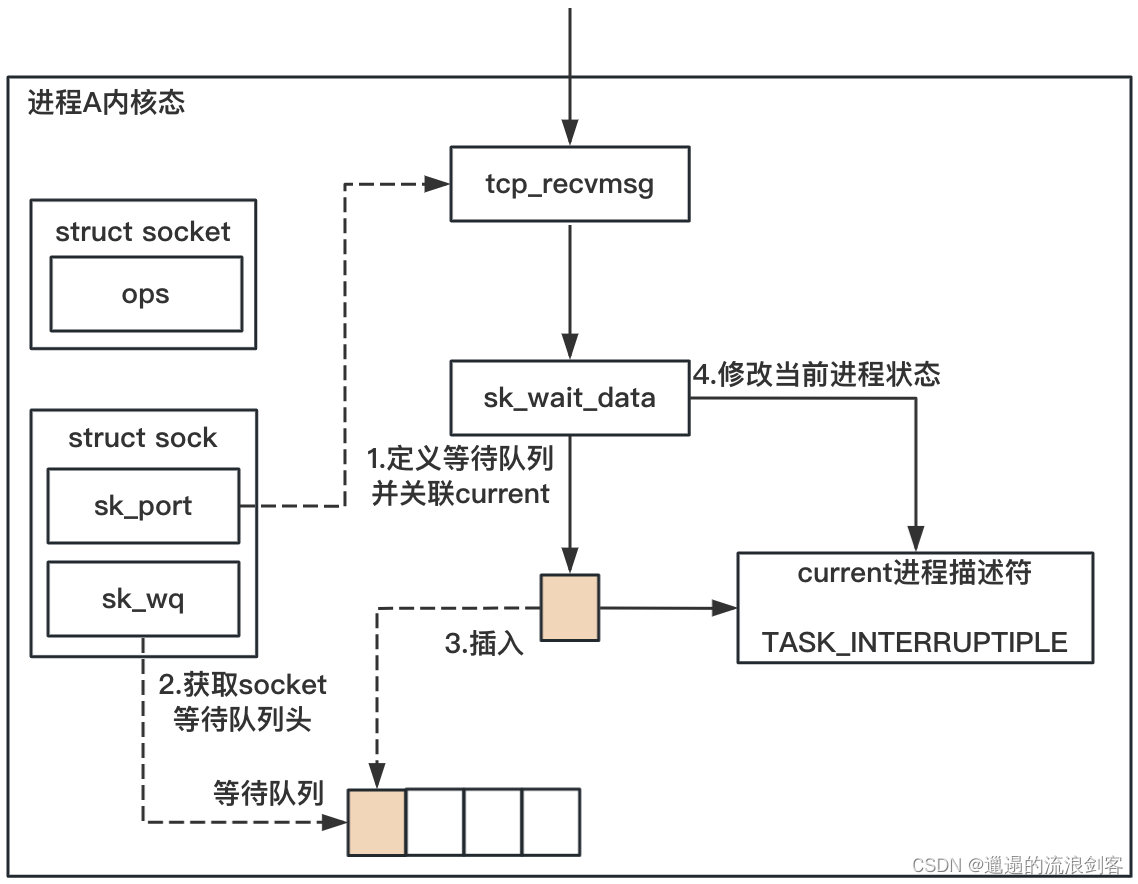 进程A内核态
tcp_recvmsg
struct socket
ops
sk_wait_data
4.修改当前进程状态
struct sock
sk_port
sk_wq
1.定义等待队列
并关联current
current进程描述符
TASK_INTERRUPTIPLE
3.插入
2.获取socket
等待队列头
等待队列
CSDN @邋遢的流浪剑客